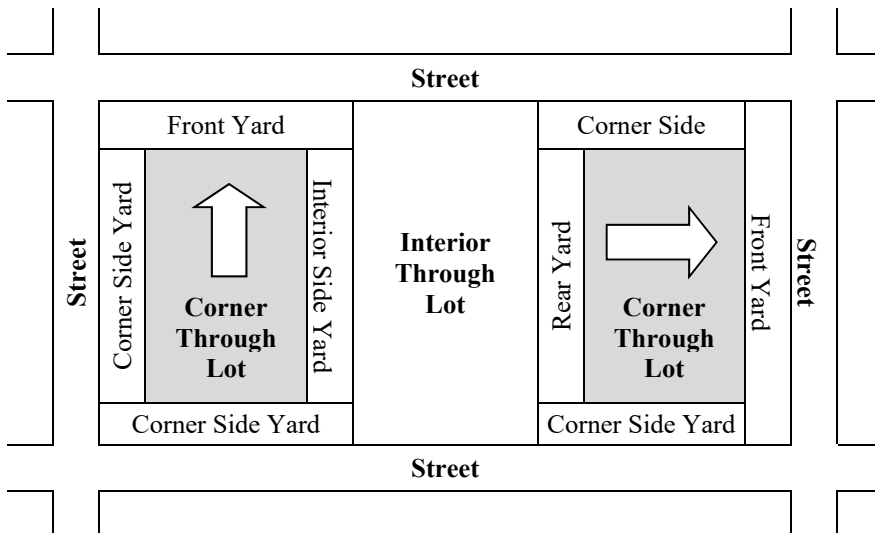 Street
Front Yard
Corner Side
Corner Side Yard
Interior Side Yard
Corner
Through
Lot
Interior
Through
Lot
Rear Yard
Corner
Through
Lot
Front Yard
Street
Street
Corner Side Yard
Corner Side Yard
Street